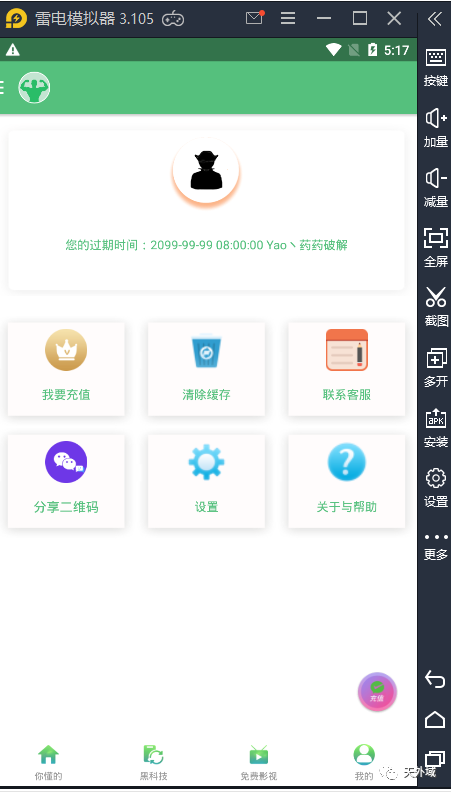 雷电模拟器 3.105
5:17
按键
加量
减量
全屏
截图
多开
安装
设置
更多
您的过期时间：2099-99-99 08:00:00 Yao丶药药破解
我要充值
清除缓存
联系客服
分享二维码
设置
关于与帮助
充值
你懂的
黑科技
免费影视
我的
天外域
APK